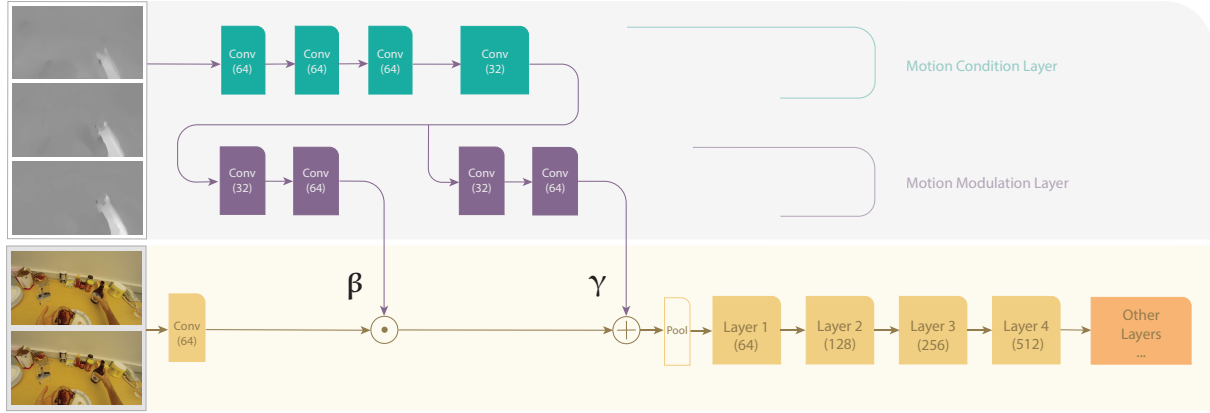 Conv
(64)
Conv
(64)
Conv
(64)
Conv
(32)
Motion Condition Layer
Conv
(32)
Conv
(64)
Conv
(32)
Conv
(64)
Motion Modulation Layer
β
γ
Conv
(64)
Pool
Layer 1
(64)
Layer 2
(128)
Layer 3
(256)
Layer 4
(512)
Other
Layers
...